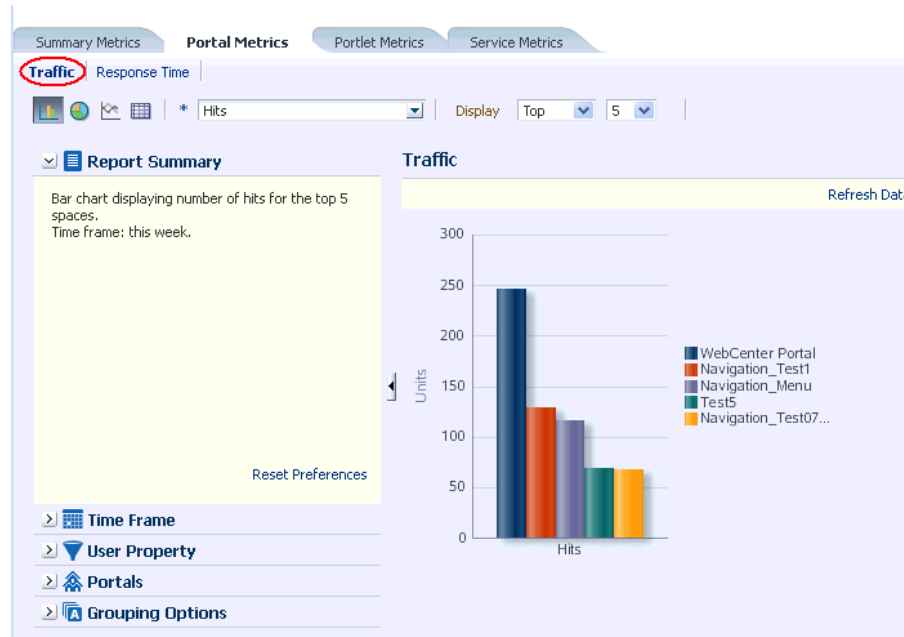 Summary Metrics Portal Metrics Portlet Metrics Service Metrics
Traffic Response Time
* Hits Display Top 5
Report Summary
Bar chart displaying number of hits for the top 5
spaces.
Time frame: this week.
Reset Preferences
Time Frame
User Property
Portals
Grouping Options
Traffic
Refresh Data
300
250
200
150
100
50
0
Units
Hits
WebCenter Portal
Navigation_Test1
Navigation_Menu
Test5
Navigation_Test07...